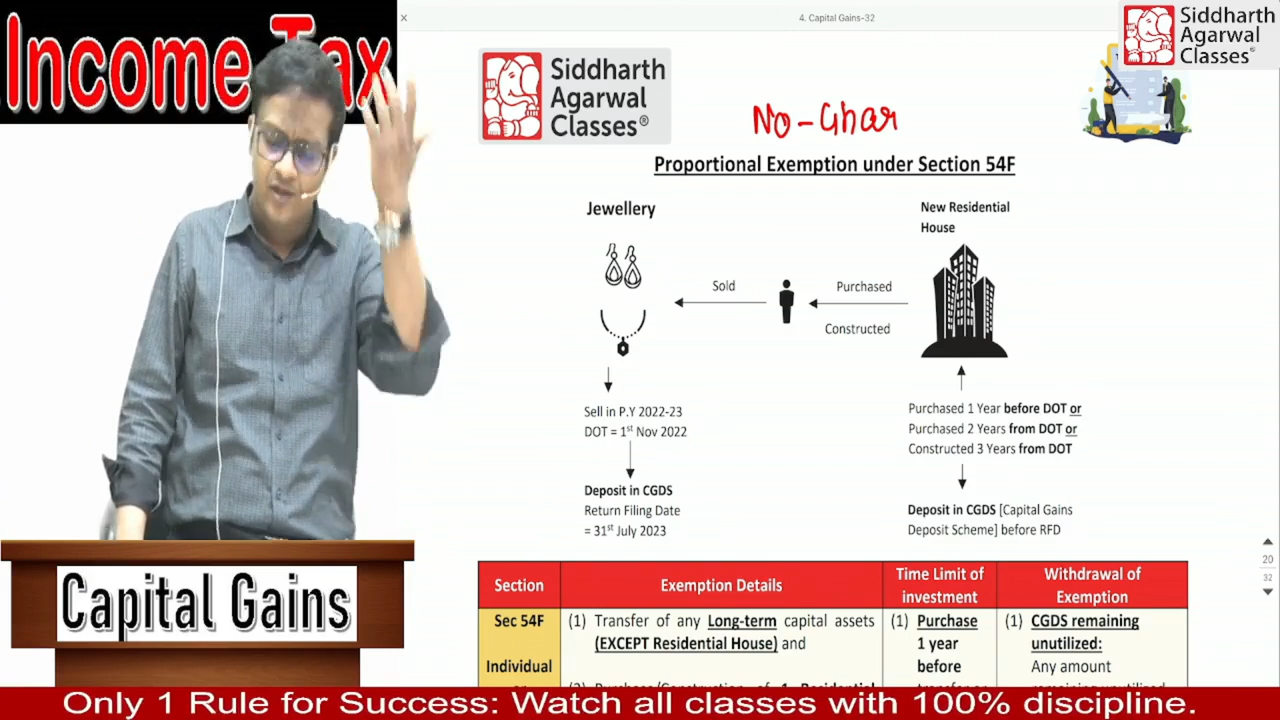 Income Tax
×
4. Capital Gains-32
Siddharth
Agarwal
Classes®
Siddharth
Agarwal
Classes®
No-Ghar
Proportional Exemption under Section 54F
Jewellery
New Residential
House
Sold
Purchased
Constructed
Sell in P.Y 2022-23
DOT = 1st Nov 2022
Purchased 1 Year before DOT or
Purchased 2 Years from DOT or
Constructed 3 Years from DOT
Deposit in CGDS
Return Filing Date
= 31st July 2023
Deposit in CGDS [Capital Gains
Deposit Scheme] before RFD
20
32
Section
Exemption Details
Time Limit of
investment
Withdrawal of
Exemption
Sec 54F
Individual
(1) Transfer of any Long-term capital assets
(EXCEPT Residential House) and
(1) Purchase
1 year
before
(1) CGDS remaining
unutilized:
Any amount
Capital Gains
Only 1 Rule for Success: Watch all classes with 100% discipline.